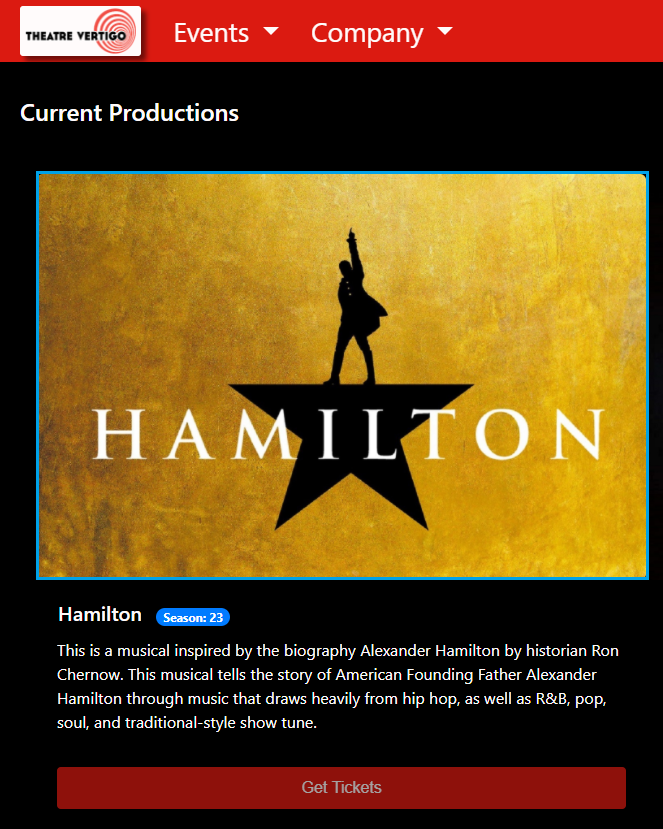 THEATRE VERTIGO
Events
Company
Current Productions
HAMILTON
Hamilton
Season: 23
This is a musical inspired by the biography Alexander Hamilton by historian Ron
Chernow. This musical tells the story of American Founding Father Alexander
Hamilton through music that draws heavily from hip hop, as well as R&B, pop,
soul, and traditional-style show tune.
Get Tickets